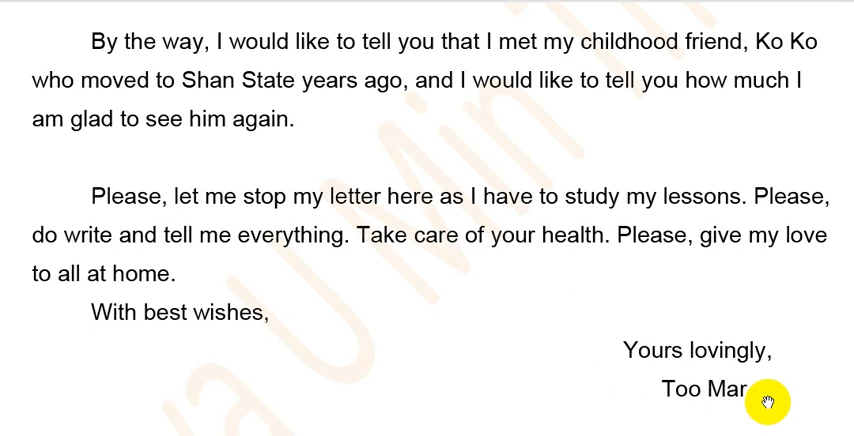 By the way, I would like to tell you that I met my childhood friend, Ko Ko
who moved to Shan State years ago, and I would like to tell you how much I
am glad to see him again.
Please, let me stop my letter here as I have to study my lessons. Please,
do write and tell me everything. Take care of your health. Please, give my love
to all at home.
With best wishes,
Yours lovingly,
Too Mar